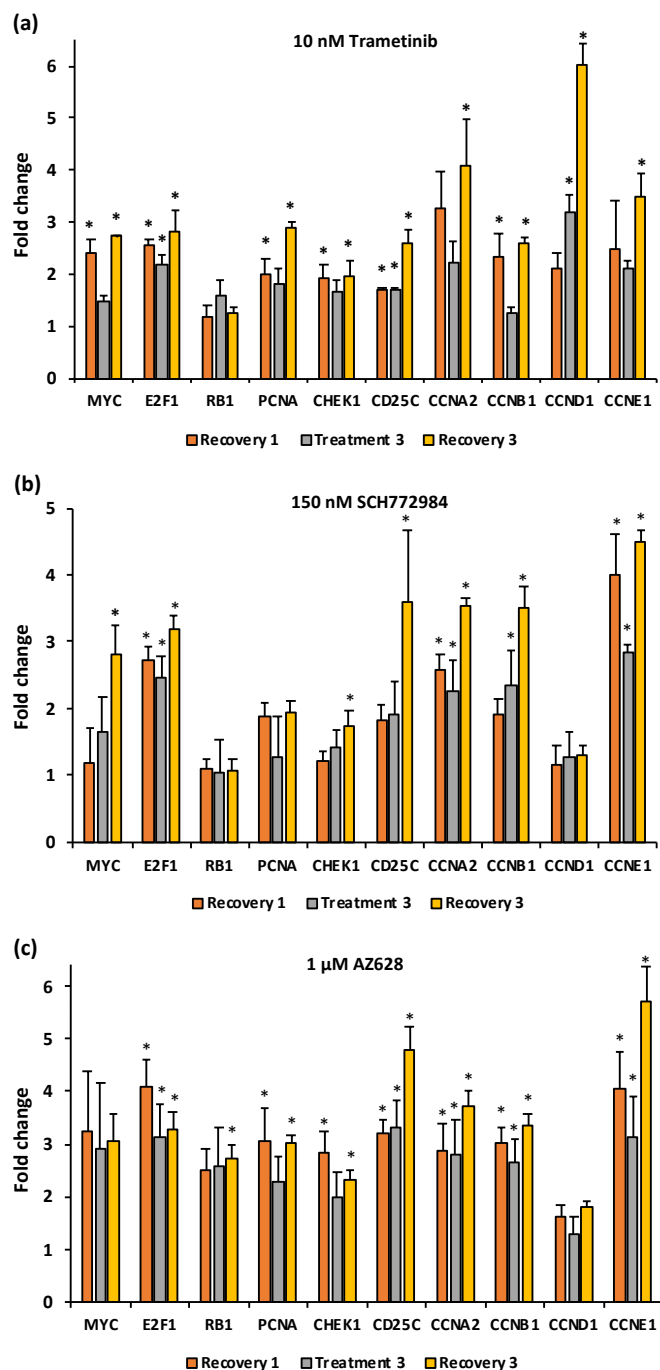 (a)
10 nM Trametinib
6
5
4
3
2
1
0
Fold change
* * * * * * * * * * * * * * * * *
MYC E2F1 RB1 PCNA CHEK1 CD25C CCNA2 CCNB1 CCND1 CCNE1
Recovery 1 Treatment 3 Recovery 3
(b)
150 nM SCH772984
5
4
3
2
1
0
Fold change
* * * * * * * * * * * * * *
MYC E2F1 RB1 PCNA CHEK1 CD25C CCNA2 CCNB1 CCND1 CCNE1
Recovery 1 Treatment 3 Recovery 3
(c)
1 µM AZ628
6
5
4
3
2
1
0
Fold change
* * * * * * * * * * * * * * * * * * * *
MYC E2F1 RB1 PCNA CHEK1 CD25C CCNA2 CCNB1 CCND1 CCNE1
Recovery 1 Treatment 3 Recovery 3